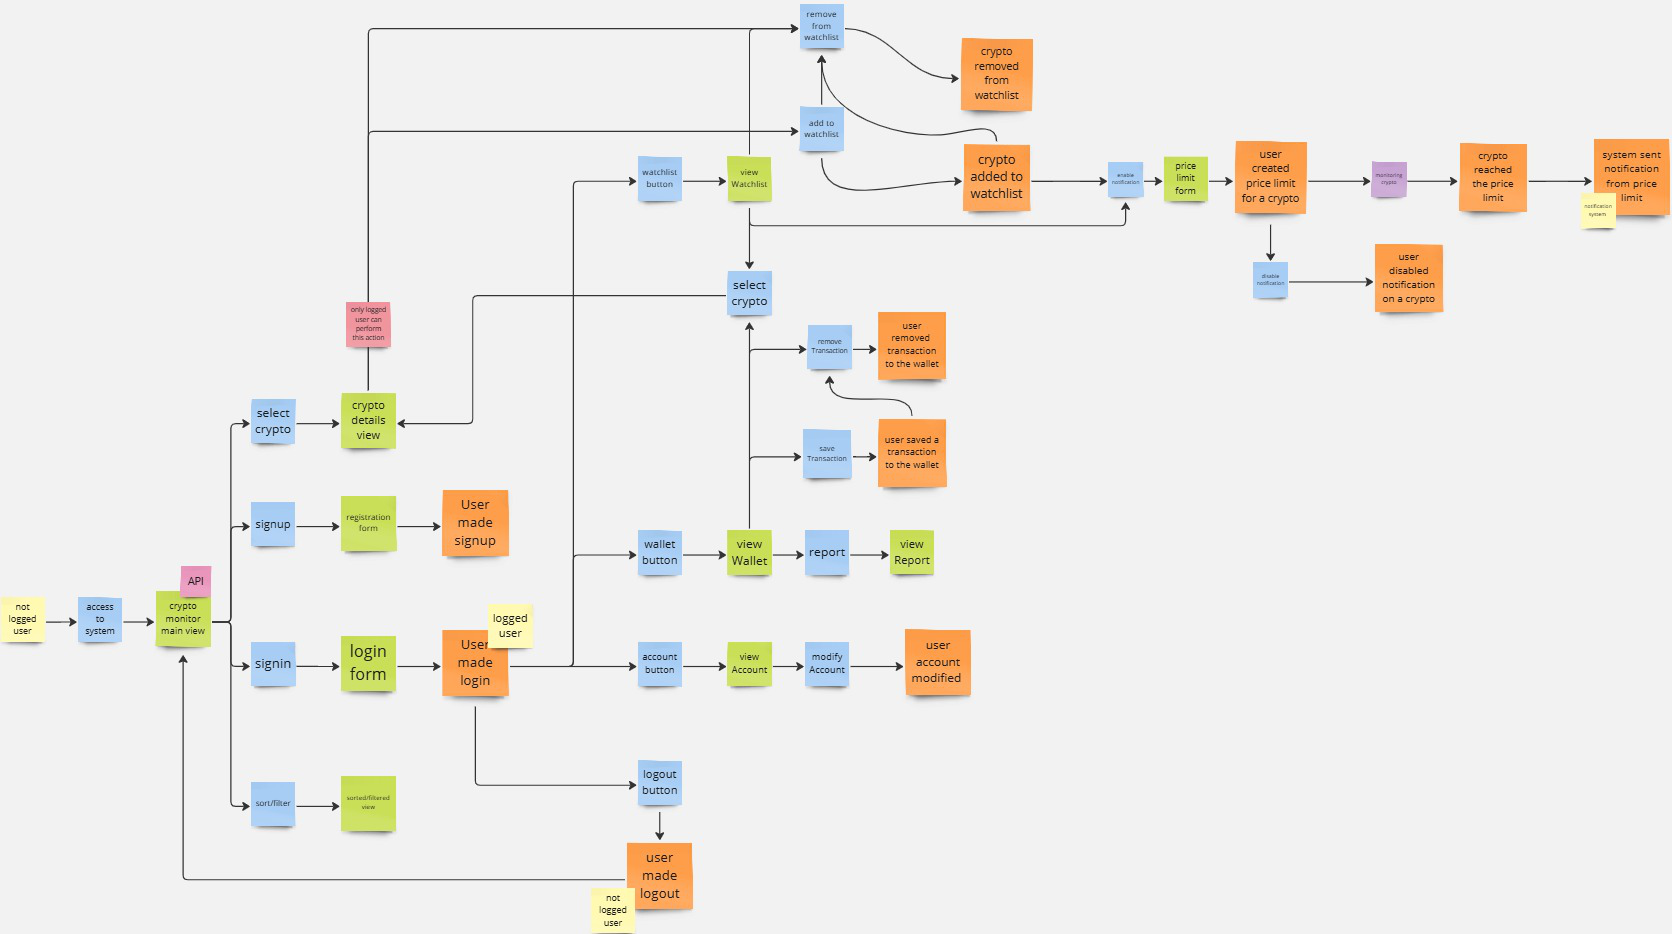 remove
from
watchlist
crypto
removed
from
watchlist
add to
watchlist
watchlist
button
view
Watchlist
crypto
added to
watchlist
enable
notification
price
limit
form
user
created
price limit
for a crypto
monitoring
crypto
crypto
reached
the price
limit
system sent
notification
from price
limit
notification
system
disable
notification
user
disabled
notification
on a crypto
select
crypto
only logged
user can
perform
this action
remove
Transaction
user
removed
transaction
to the wallet
select
crypto
crypto
details
view
save
Transaction
user saved a
transaction
to the wallet
signup
registration
form
User
made
signup
wallet
button
view
Wallet
report
view
Report
not
logged
user
access
to
system
API
crypto
monitor
main view
signin
login
form
logged
user
User
made
login
account
button
view
Account
modify
Account
user
account
modified
sort/filter
sorted/filtered
view
logout
button
user
made
logout
not
logged
user